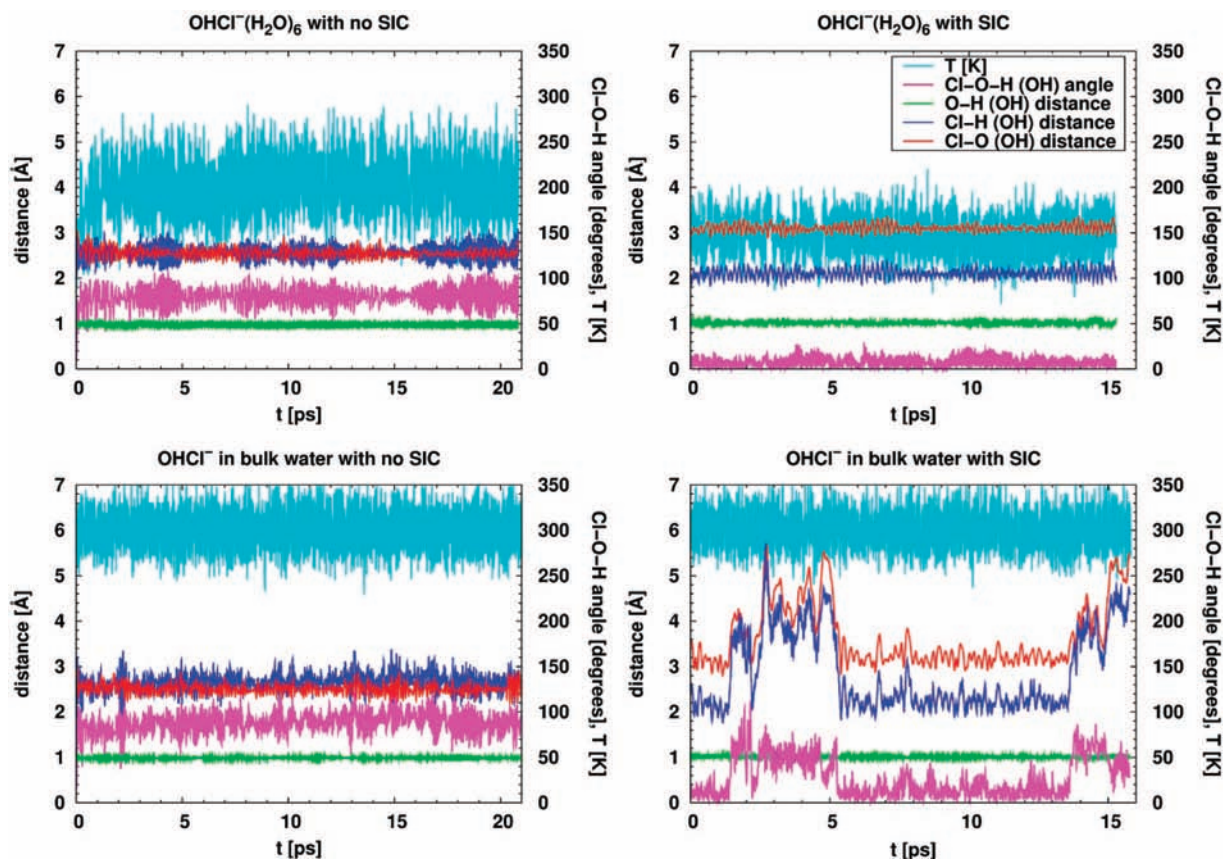 OHCl⁻(H₂O)₆ with no SIC
OHCl⁻(H₂O)₆ with SIC
7
6
5
4
3
2
1
0
distance [Å]
350
300
250
200
150
100
50
0
Cl–O–H angle [degrees], T [K]
0 5 10 15 20
t [ps]
7
6
5
4
3
2
1
0
distance [Å]
T [K]
Cl–O–H (OH) angle
O–H (OH) distance
Cl–H (OH) distance
Cl–O (OH) distance
350
300
250
200
150
100
50
0
Cl–O–H angle [degrees], T [K]
0 5 10 15
t [ps]
OHCl⁻ in bulk water with no SIC
OHCl⁻ in bulk water with SIC
7
6
5
4
3
2
1
0
distance [Å]
350
300
250
200
150
100
50
0
Cl–O–H angle [degrees], T [K]
0 5 10 15 20
t [ps]
7
6
5
4
3
2
1
0
distance [Å]
350
300
250
200
150
100
50
0
Cl–O–H angle [degrees], T [K]
0 5 10 15
t [ps]